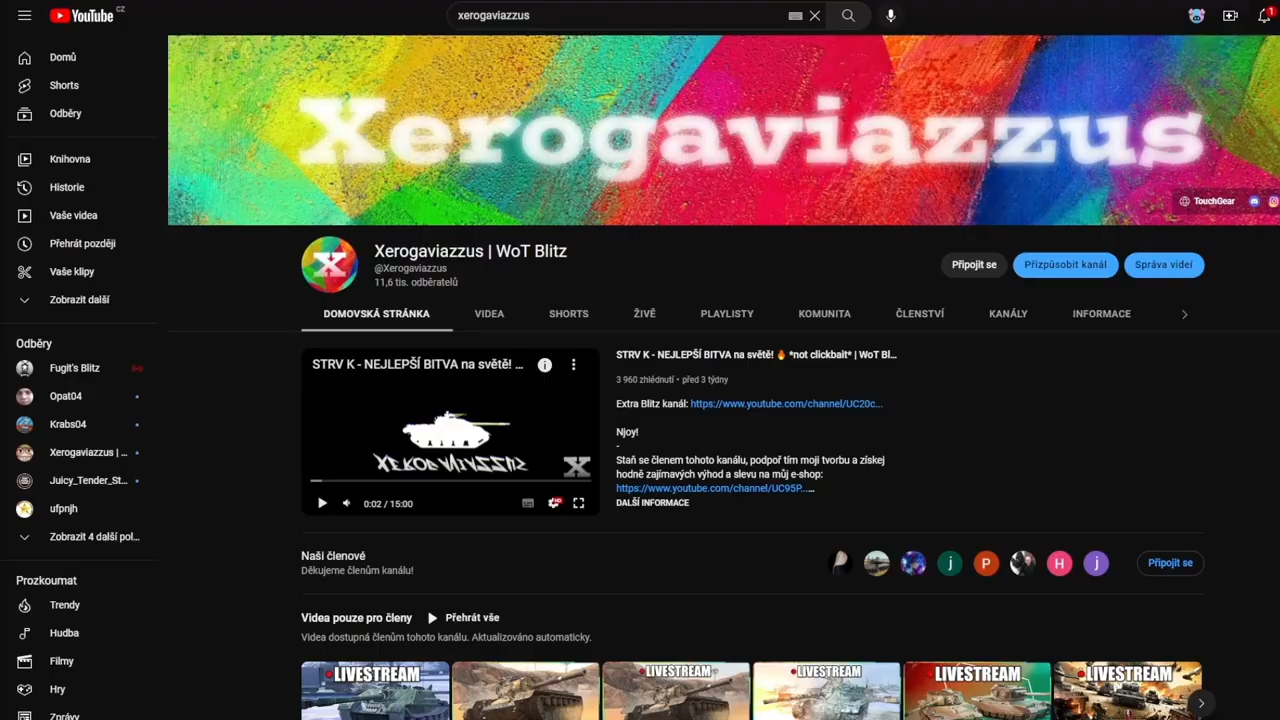 YouTube CZ
xerogaviazzus
1
Domů
Shorts
Odběry
Knihovna
Historie
Vaše videa
Přehrát později
Vaše klipy
Zobrazit další
Odběry
Fugit's Blitz
Opat04
Krabs04
Xerogaviazzus | ...
Juicy_Tender_St...
ufpnjh
Zobrazit 4 další pol...
Prozkoumat
Trendy
Hudba
Filmy
Hry
Zprávy
Xerogaviazzus
TouchGear
X
Xerogaviazzus | WoT Blitz
@Xerogaviazzus
11,6 tis. odběratelů
Připojit se
Přizpůsobit kanál
Správa videí
DOMOVSKÁ STRÁNKA
VIDEA
SHORTS
ŽIVĚ
PLAYLISTY
KOMUNITA
ČLENSTVÍ
KANÁLY
INFORMACE
STRV K - NEJLEPŠÍ BITVA na světě! ...
X
0:02 / 15:00
HD
STRV K - NEJLEPŠÍ BITVA na světě! 🔥 *not clickbait* | WoT Bl...
3 960 zhlédnutí • před 3 týdny
Extra Blitz kanál: https://www.youtube.com/channel/UC20c...
Njoy!
-
Staň se členem tohoto kanálu, podpoř tím moji tvorbu a získej
hodně zajímavých výhod a slevu na můj e-shop:
https://www.youtube.com/channel/UC95P...
...
DALŠÍ INFORMACE
Naši členové
Děkujeme členům kanálu!
j
P
H
j
Připojit se
Videa pouze pro členy
Přehrát vše
Videa dostupná členům tohoto kanálu. Aktualizováno automaticky.
LIVESTREAM
LIVESTREAM
LIVESTREAM
LIVESTREAM
LIVESTREAM